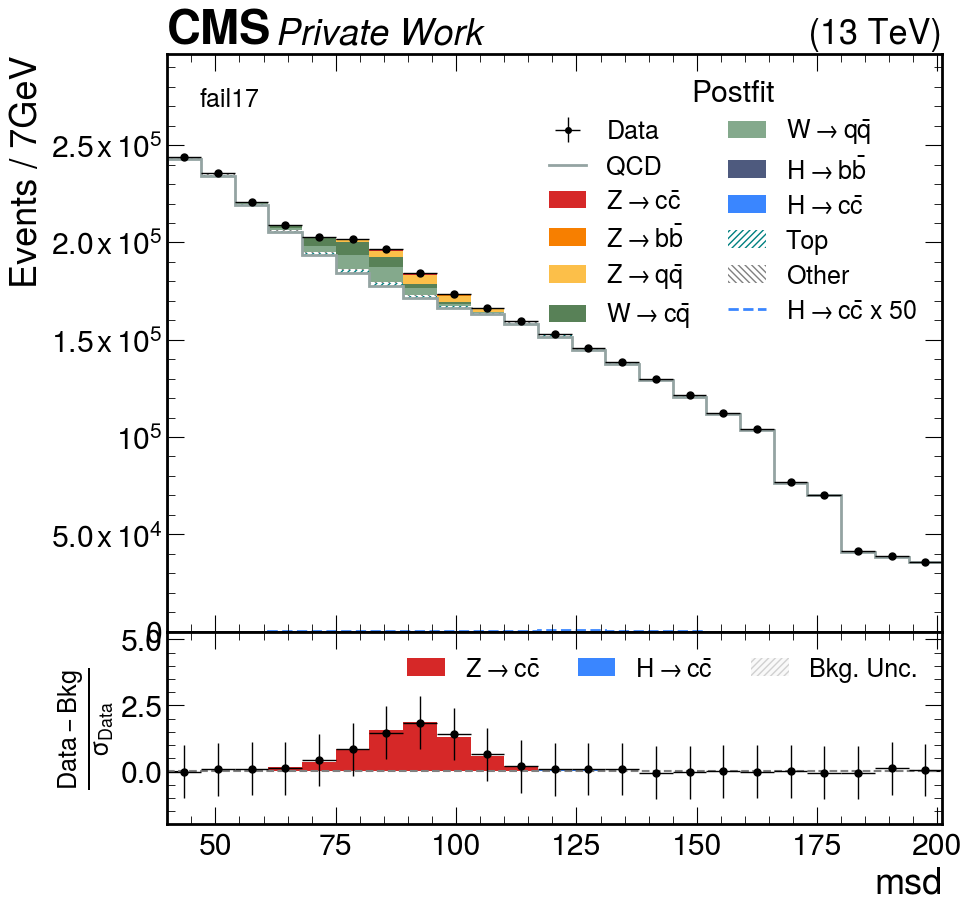 CMS Private Work (13 TeV)
Events / 7GeV
fail17
Postfit
Data
QCD
Z→cc̄
Z→bb̄
Z→qq̄
W→cq̄
W→qq̄
H→bb̄
H→cc̄
Top
Other
H→cc̄ x 50
2.5 x 10⁵
2.0 x 10⁵
1.5 x 10⁵
10⁵
5.0 x 10⁴
0
5.0
2.5
0.0
Data − Bkg
σData
Z→cc̄ H→cc̄ Bkg. Unc.
50 75 100 125 150 175 200
msd